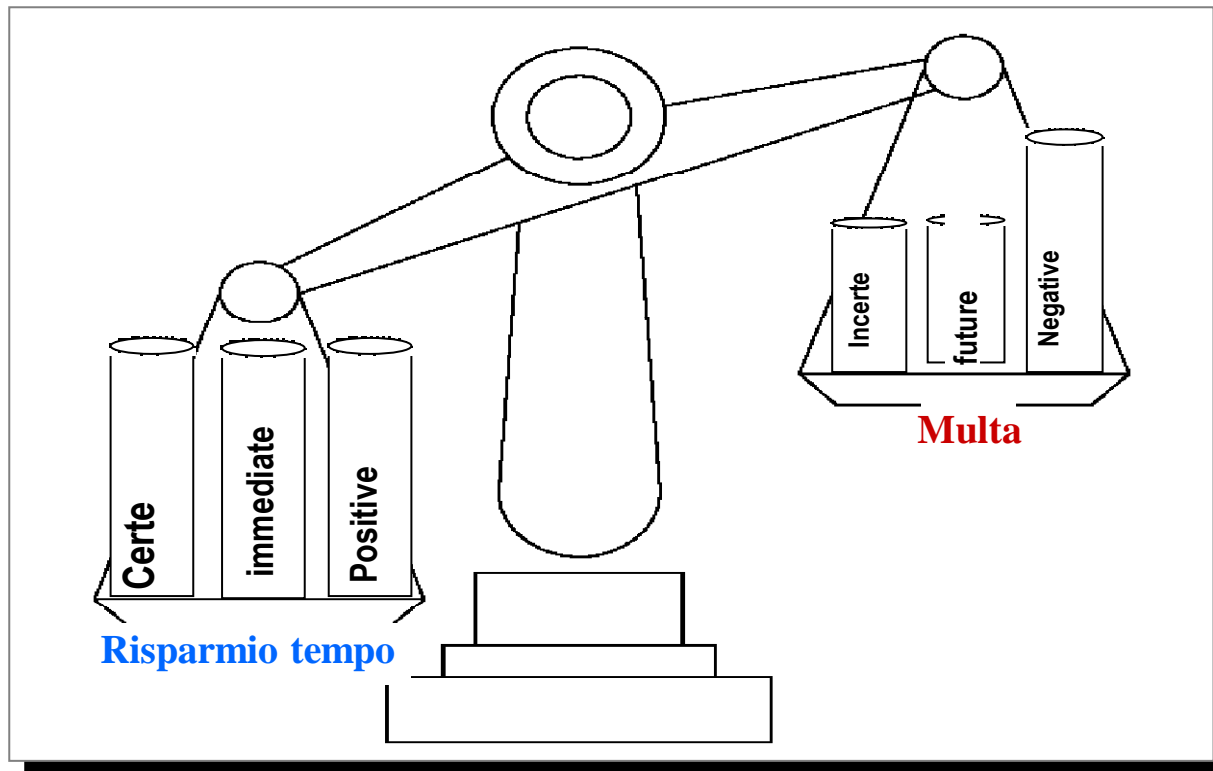 Certe
immediate
Positive
Risparmio tempo
Incerte
future
Negative
Multa